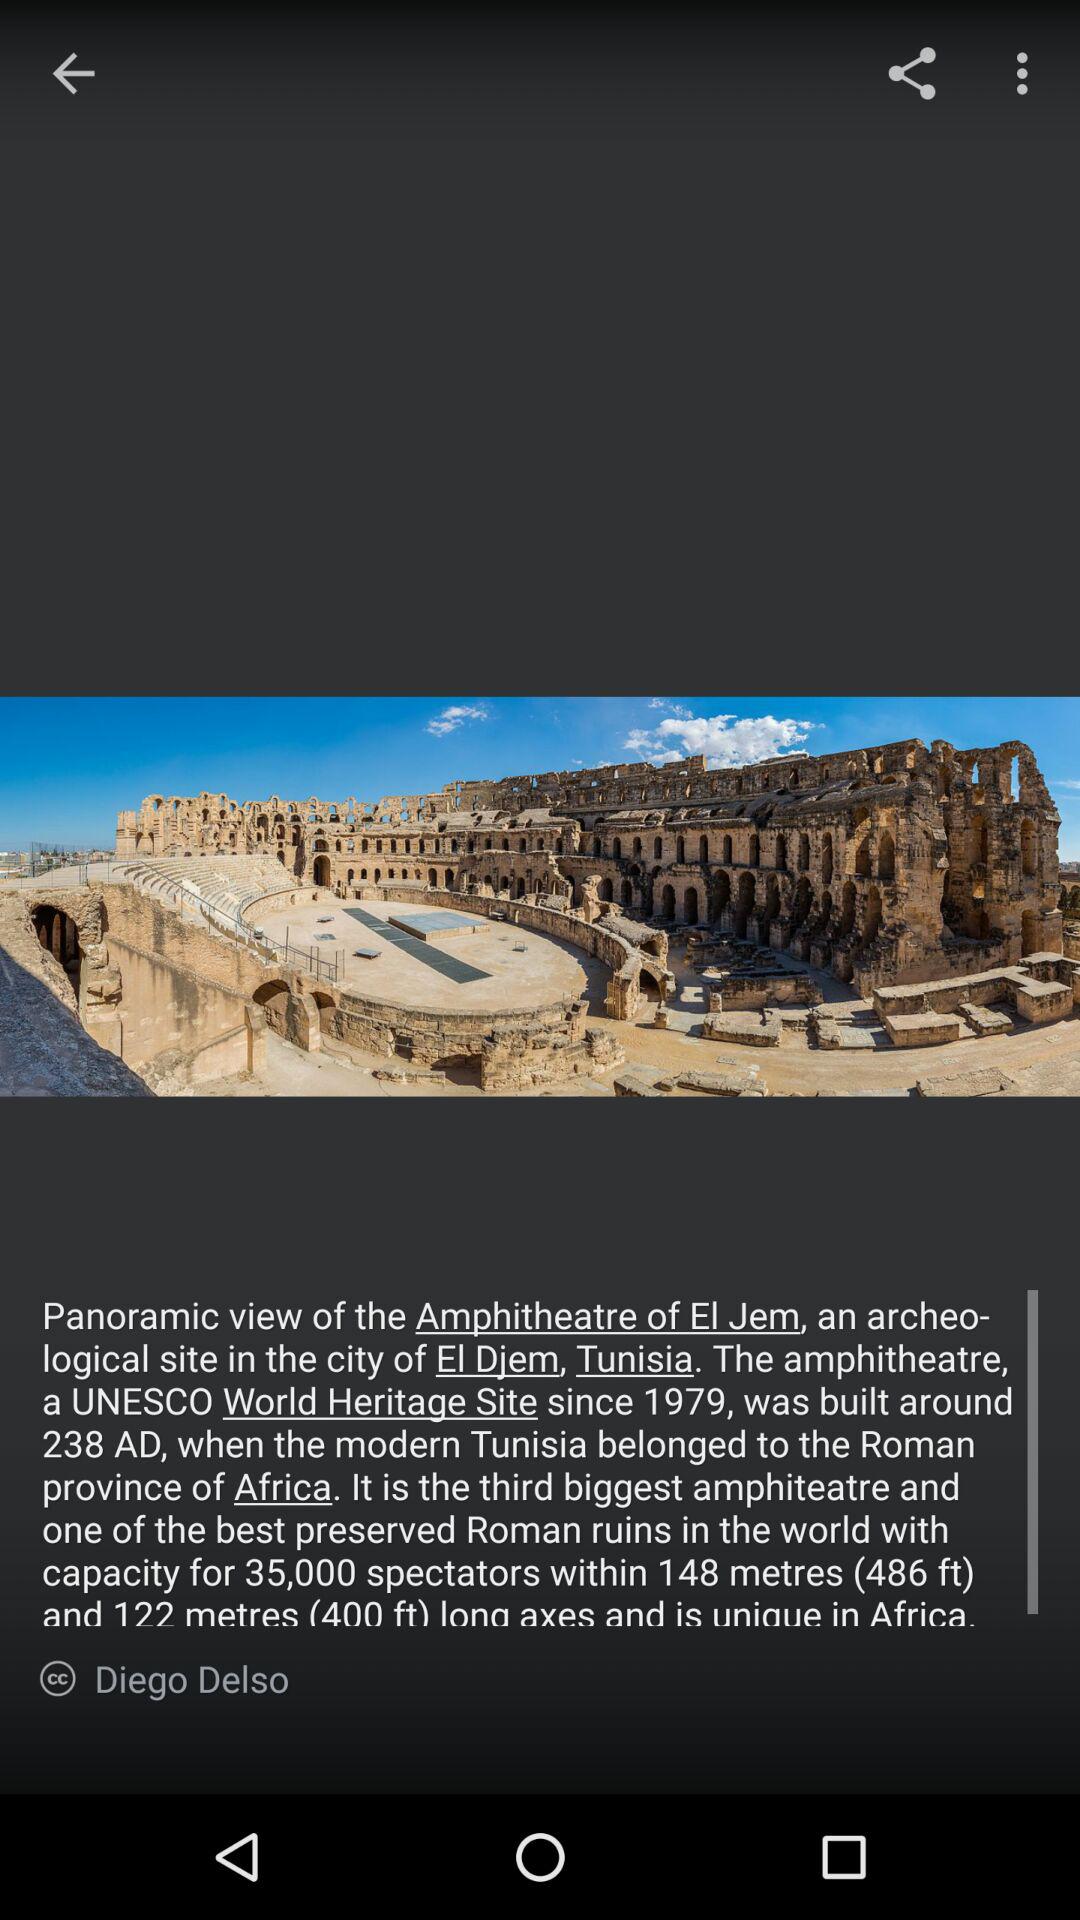 Panoramic view of the Amphitheatre of El Jem, an archeo-
logical site in the city of El Djem, Tunisia. The amphitheatre,
a UNESCO World Heritage Site since 1979, was built around
238 AD, when the modern Tunisia belonged to the Roman
province of Africa. It is the third biggest amphiteatre and
one of the best preserved Roman ruins in the world with
capacity for 35,000 spectators within 148 metres (486 ft)
and 122 metres (400 ft) long axes and is unique in Africa.
cc Diego Delso